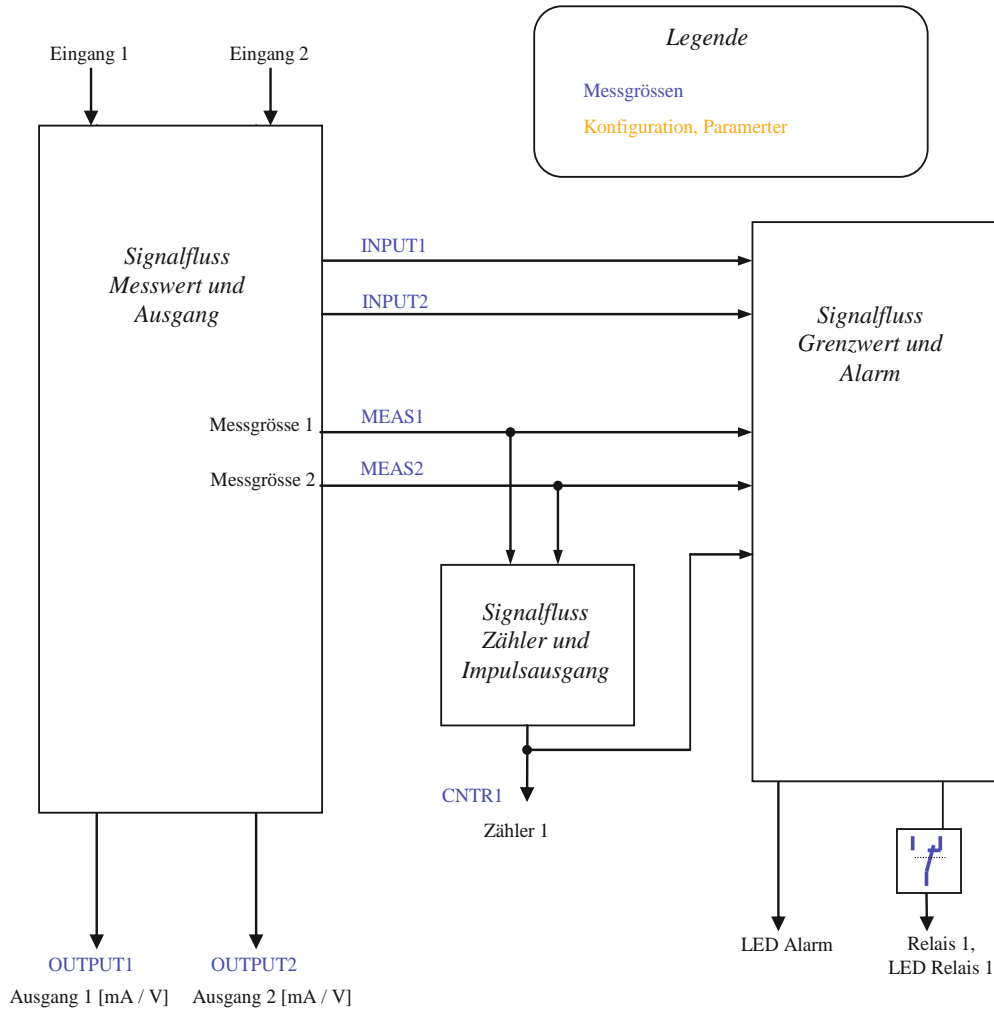 Legende
Messgrössen
Konfiguration, Paramerter
Eingang 1
Eingang 2
Signalfluss
Messwert und
Ausgang
INPUT1
INPUT2
Signalfluss
Grenzwert und
Alarm
Messgrösse 1
MEAS1
Messgrösse 2
MEAS2
Signalfluss
Zähler und
Impulsausgang
CNTR1
Zähler 1
LED Alarm
Relais 1,
LED Relais 1
OUTPUT1
OUTPUT2
Ausgang 1 [mA / V]
Ausgang 2 [mA / V]